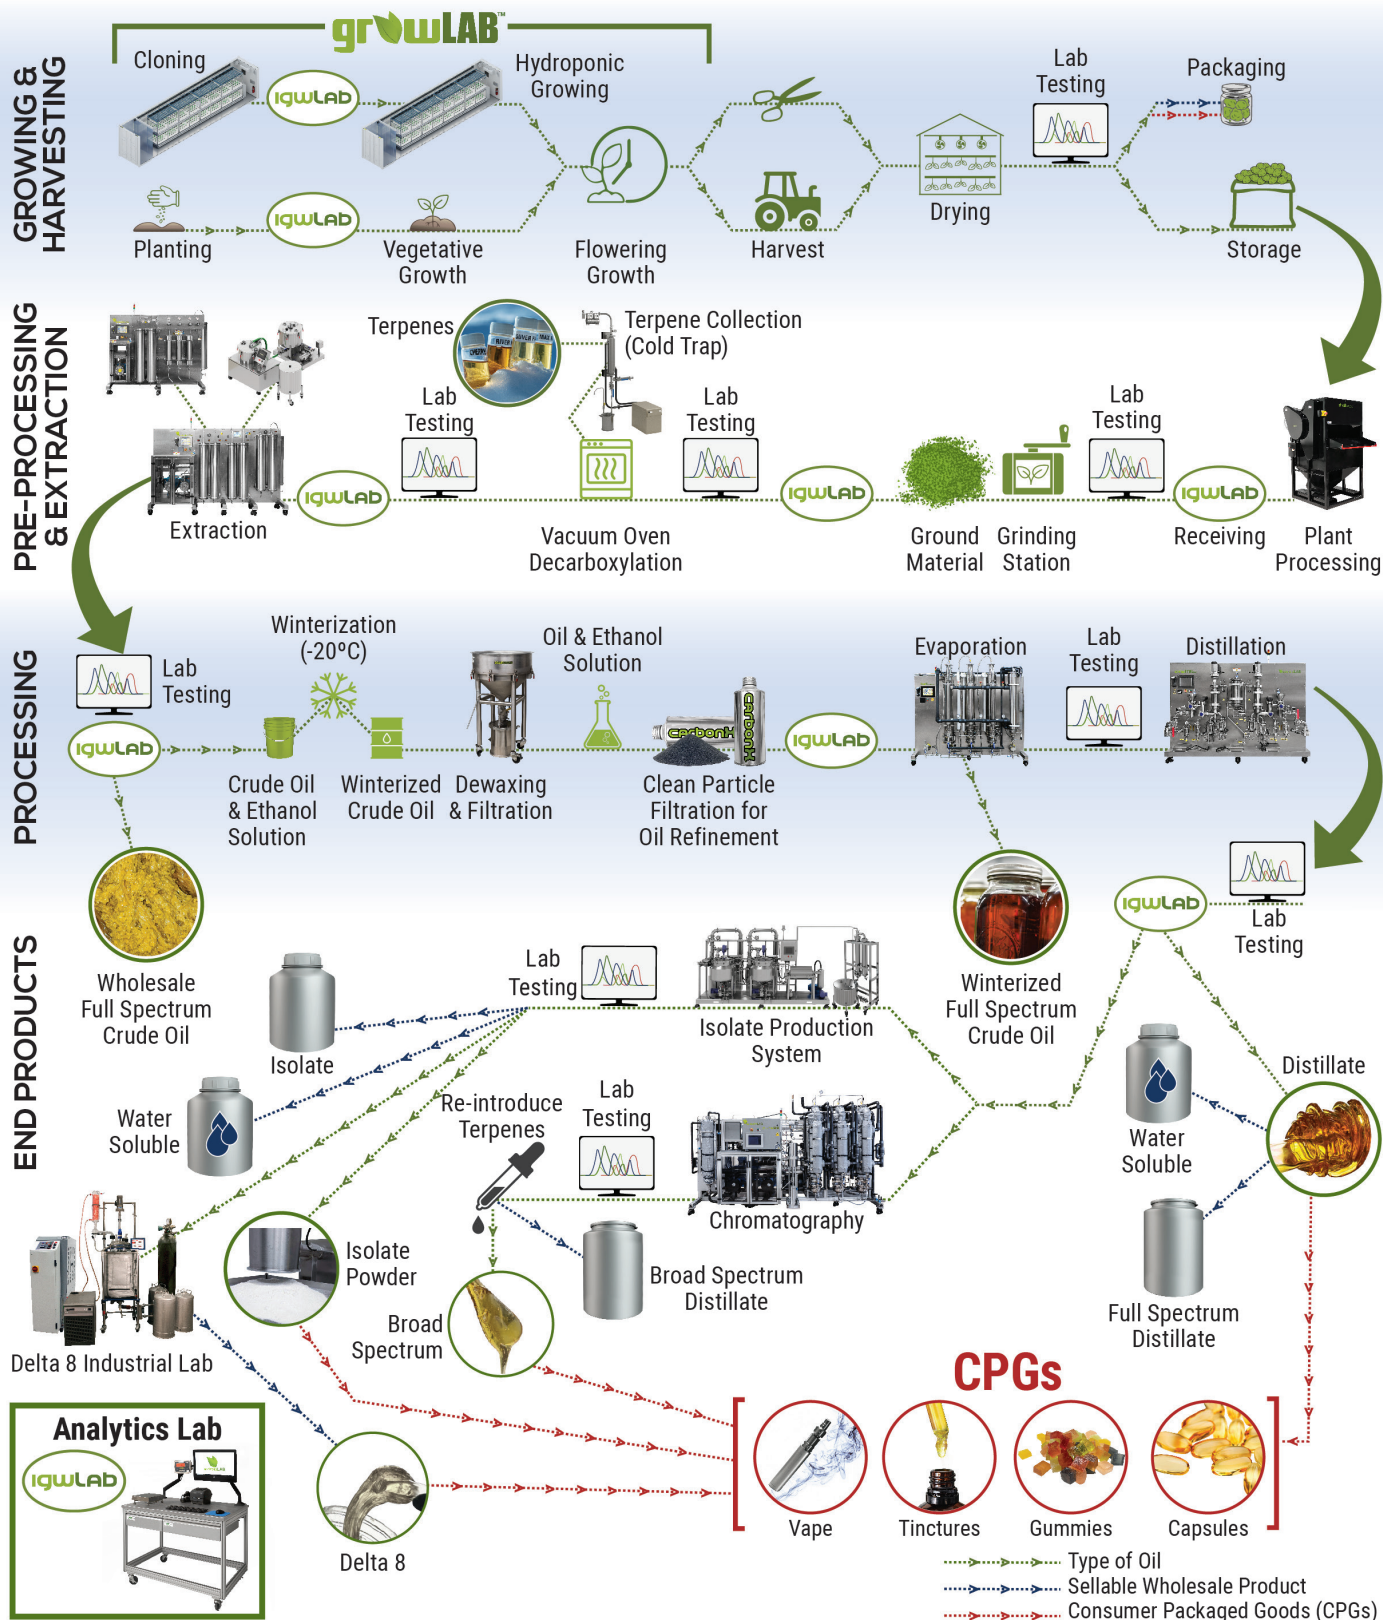 growLAB™
GROWING &
HARVESTING
Cloning
igwLAB
Hydroponic
Growing
Lab
Testing
Packaging
Planting
igwLAB
Vegetative
Growth
Flowering
Growth
Harvest
Drying
Storage
PRE-PROCESSING
& EXTRACTION
Terpenes
Terpene Collection
(Cold Trap)
Lab
Testing
Lab
Testing
Lab
Testing
Extraction
igwLAB
Vacuum Oven
Decarboxylation
igwLAB
Ground
Material
Grinding
Station
igwLAB
Receiving
Plant
Processing
PROCESSING
Lab
Testing
igwLAB
Winterization
(-20ºC)
Oil & Ethanol
Solution
Evaporation
Lab
Testing
Distillation
CarbonX
CarbonX
igwLAB
Crude Oil
& Ethanol
Solution
Winterized
Crude Oil
Dewaxing
& Filtration
Clean Particle
Filtration for
Oil Refinement
igwLAB
Lab
Testing
END PRODUCTS
Wholesale
Full Spectrum
Crude Oil
Isolate
Lab
Testing
Isolate Production
System
Winterized
Full Spectrum
Crude Oil
Water
Soluble
Re-introduce
Terpenes
Lab
Testing
Chromatography
Water
Soluble
Distillate
Isolate
Powder
Broad Spectrum
Distillate
Full Spectrum
Distillate
Delta 8 Industrial Lab
Broad
Spectrum
CPGs
Analytics Lab
igwLAB
Delta 8
Vape
Tinctures
Gummies
Capsules
Type of Oil
Sellable Wholesale Product
Consumer Packaged Goods (CPGs)